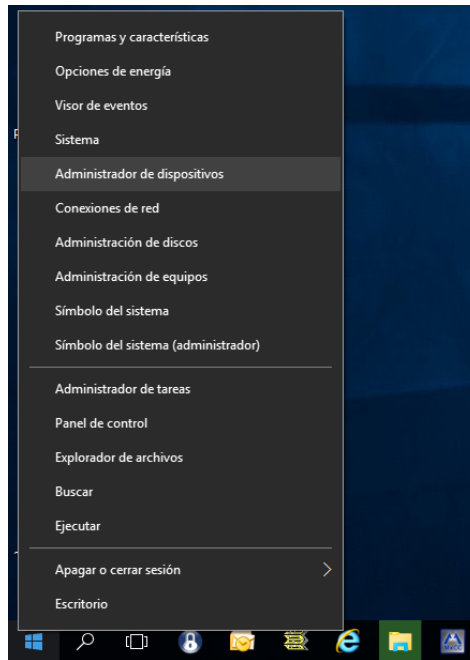 Programas y características
Opciones de energía
Visor de eventos
Sistema
Administrador de dispositivos
Conexiones de red
Administración de discos
Administración de equipos
Símbolo del sistema
Símbolo del sistema (administrador)
Administrador de tareas
Panel de control
Explorador de archivos
Buscar
Ejecutar
Apagar o cerrar sesión
Escritorio